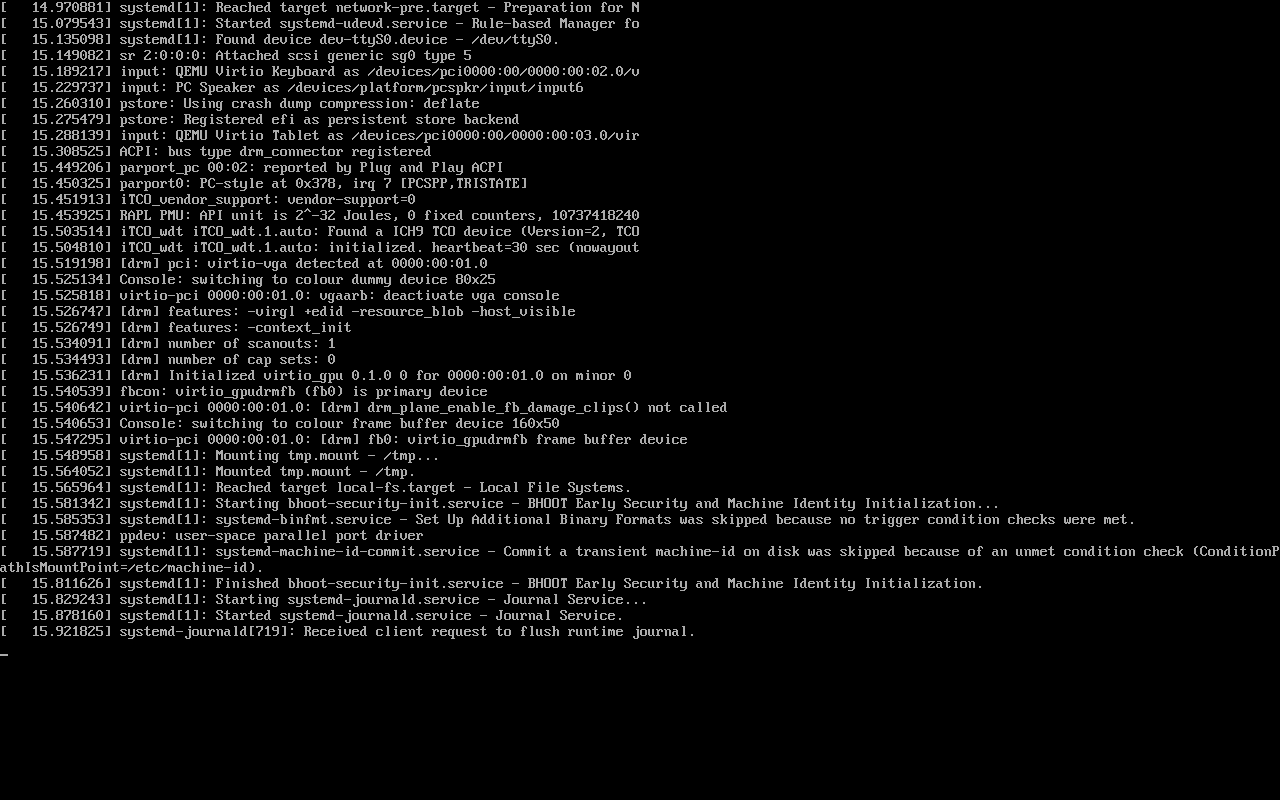 [   14.970881] systemd[1]: Reached target network-pre.target - Preparation for N
[   15.079543] systemd[1]: Started systemd-udevd.service - Rule-based Manager fo
[   15.135098] systemd[1]: Found device dev-ttyS0.device - /dev/ttyS0.
[   15.149082] sr 2:0:0:0: Attached scsi generic sg0 type 5
[   15.189217] input: QEMU Virtio Keyboard as /devices/pci0000:00/0000:00:02.0/v
[   15.229737] input: PC Speaker as /devices/platform/pcspkr/input/input6
[   15.260310] pstore: Using crash dump compression: deflate
[   15.275479] pstore: Registered efi as persistent store backend
[   15.288139] input: QEMU Virtio Tablet as /devices/pci0000:00/0000:00:03.0/vir
[   15.308525] ACPI: bus type drm_connector registered
[   15.449206] parport_pc 00:02: reported by Plug and Play ACPI
[   15.450325] parport0: PC-style at 0x378, irq 7 [PCSPP,TRISTATE]
[   15.451913] iTCO_vendor_support: vendor-support=0
[   15.453925] RAPL PMU: API unit is 2^-32 Joules, 0 fixed counters, 10737418240
[   15.503514] iTCO_wdt iTCO_wdt.1.auto: Found a ICH9 TCO device (Version=2, TCO
[   15.504810] iTCO_wdt iTCO_wdt.1.auto: initialized. heartbeat=30 sec (nowayout
[   15.519198] [drm] pci: virtio-vga detected at 0000:00:01.0
[   15.525134] Console: switching to colour dummy device 80x25
[   15.525818] virtio-pci 0000:00:01.0: vgaarb: deactivate vga console
[   15.526747] [drm] features: -virgl +edid -resource_blob -host_visible
[   15.526749] [drm] features: -context_init
[   15.534091] [drm] number of scanouts: 1
[   15.534493] [drm] number of cap sets: 0
[   15.536231] [drm] Initialized virtio_gpu 0.1.0 0 for 0000:00:01.0 on minor 0
[   15.540539] fbcon: virtio_gpudrmfb (fb0) is primary device
[   15.540642] virtio-pci 0000:00:01.0: [drm] drm_plane_enable_fb_damage_clips() not called
[   15.540653] Console: switching to colour frame buffer device 160x50
[   15.547295] virtio-pci 0000:00:01.0: [drm] fb0: virtio_gpudrmfb frame buffer device
[   15.548958] systemd[1]: Mounting tmp.mount - /tmp...
[   15.564052] systemd[1]: Mounted tmp.mount - /tmp.
[   15.565964] systemd[1]: Reached target local-fs.target - Local File Systems.
[   15.581342] systemd[1]: Starting bhoot-security-init.service - BHOOT Early Security and Machine Identity Initialization...
[   15.585353] systemd[1]: systemd-binfmt.service - Set Up Additional Binary Formats was skipped because no trigger condition checks were met.
[   15.587482] ppdev: user-space parallel port driver
[   15.587719] systemd[1]: systemd-machine-id-commit.service - Commit a transient machine-id on disk was skipped because of an unmet condition check (ConditionP
athIsMountPoint=/etc/machine-id).
[   15.811626] systemd[1]: Finished bhoot-security-init.service - BHOOT Early Security and Machine Identity Initialization.
[   15.829243] systemd[1]: Starting systemd-journald.service - Journal Service...
[   15.878160] systemd[1]: Started systemd-journald.service - Journal Service.
[   15.921825] systemd-journald[719]: Received client request to flush runtime journal.